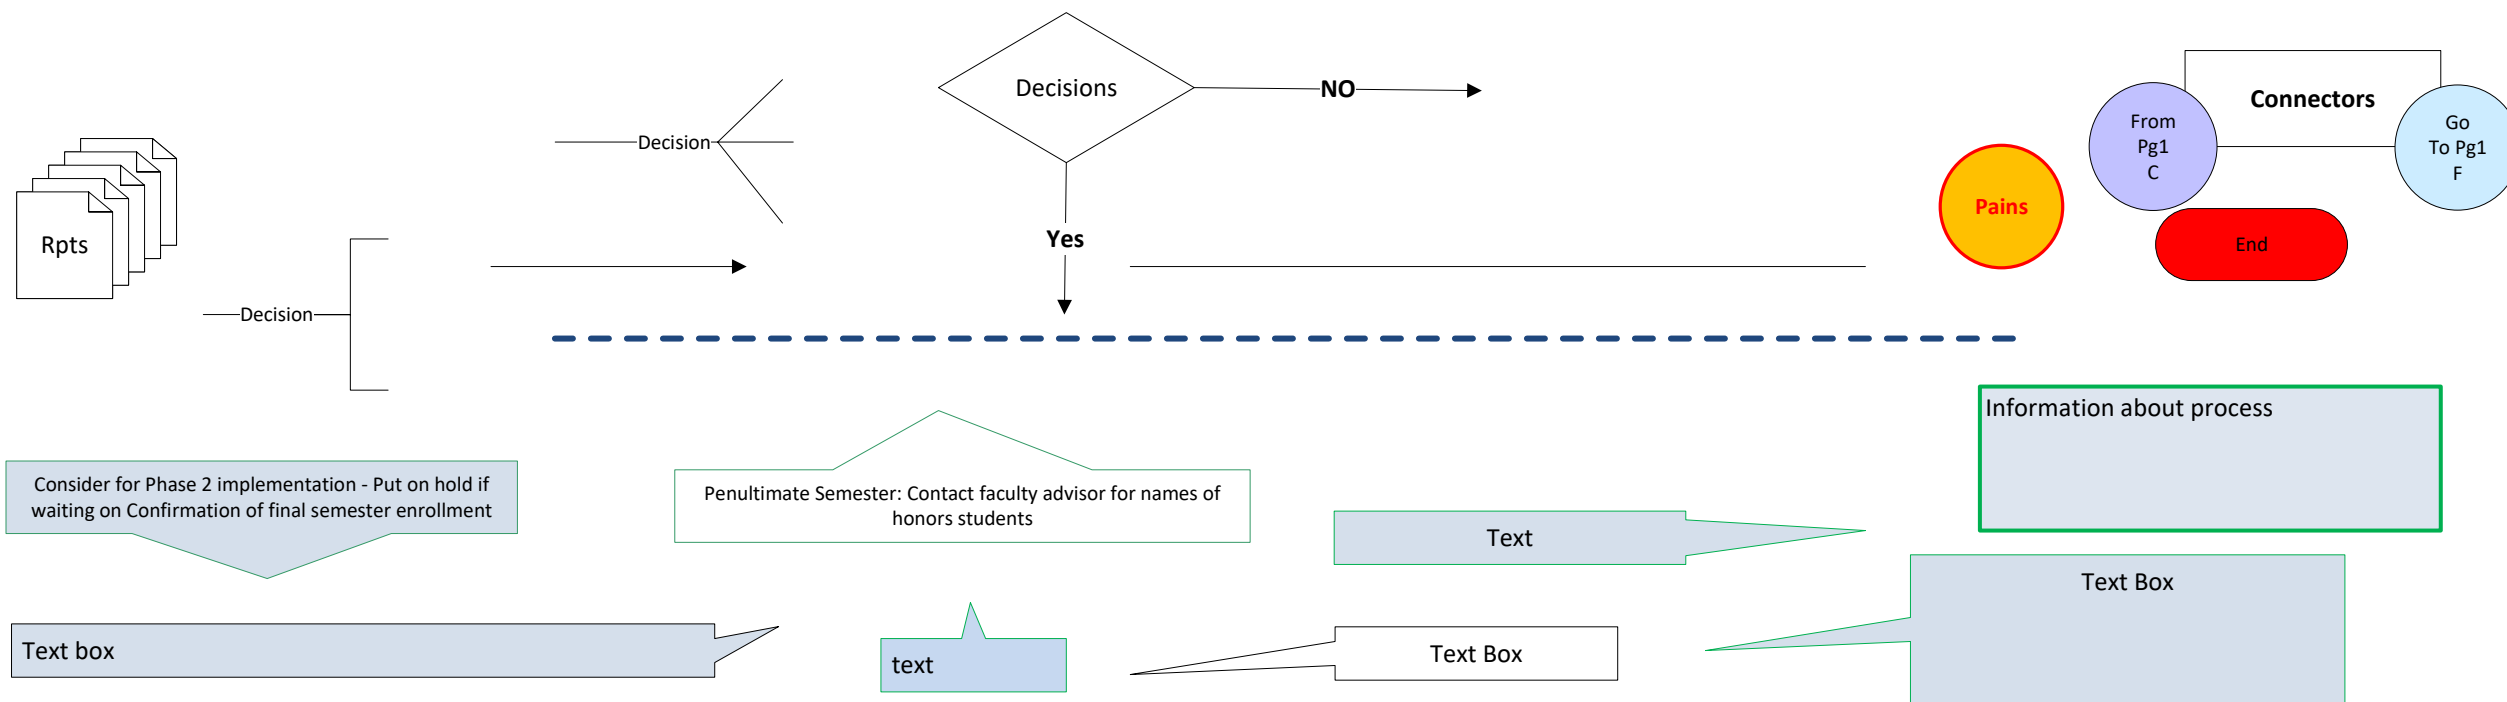 Decisions
NO
Connectors
From
Pg1
C
Go
To Pg1
F
Decision
Pains
Rpts
Yes
End
Decision
Information about process
Consider for Phase 2 implementation - Put on hold if
waiting on Confirmation of final semester enrollment
Penultimate Semester: Contact faculty advisor for names of
honors students
Text
Text Box
Text box
text
Text Box